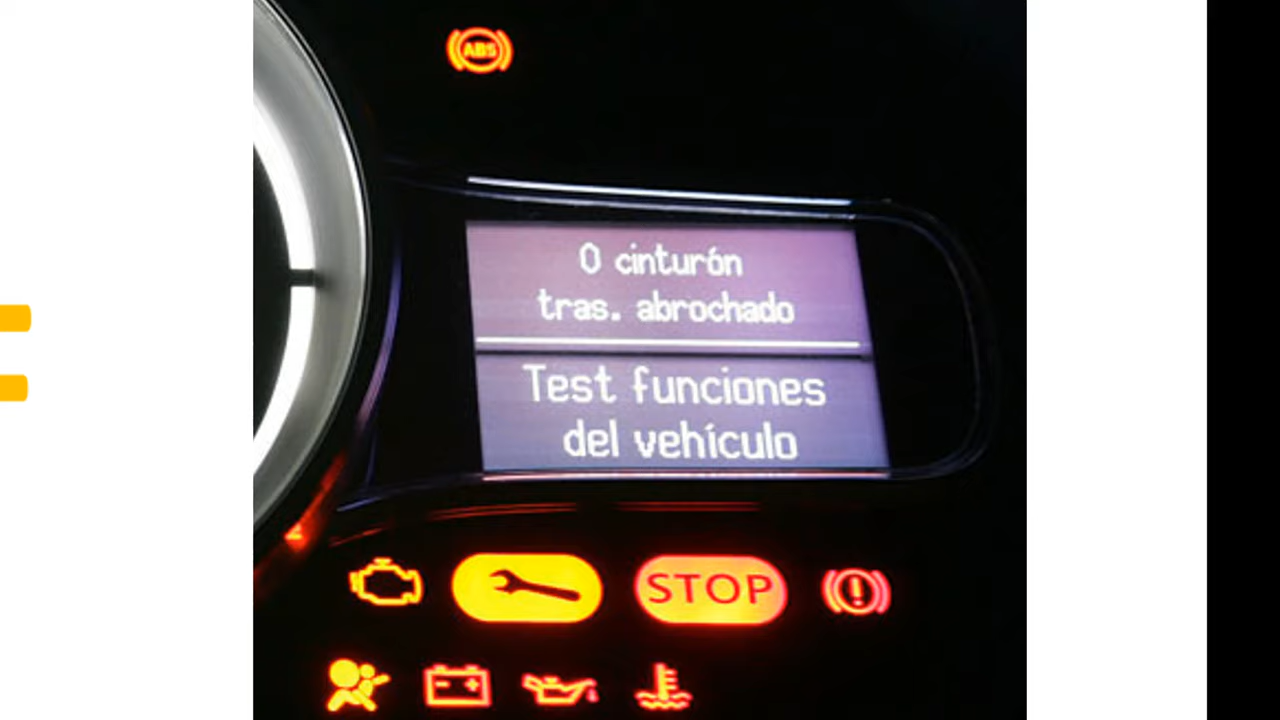 ABS
0 cinturón
tras. abrochado
Test funciones
del vehículo
STOP